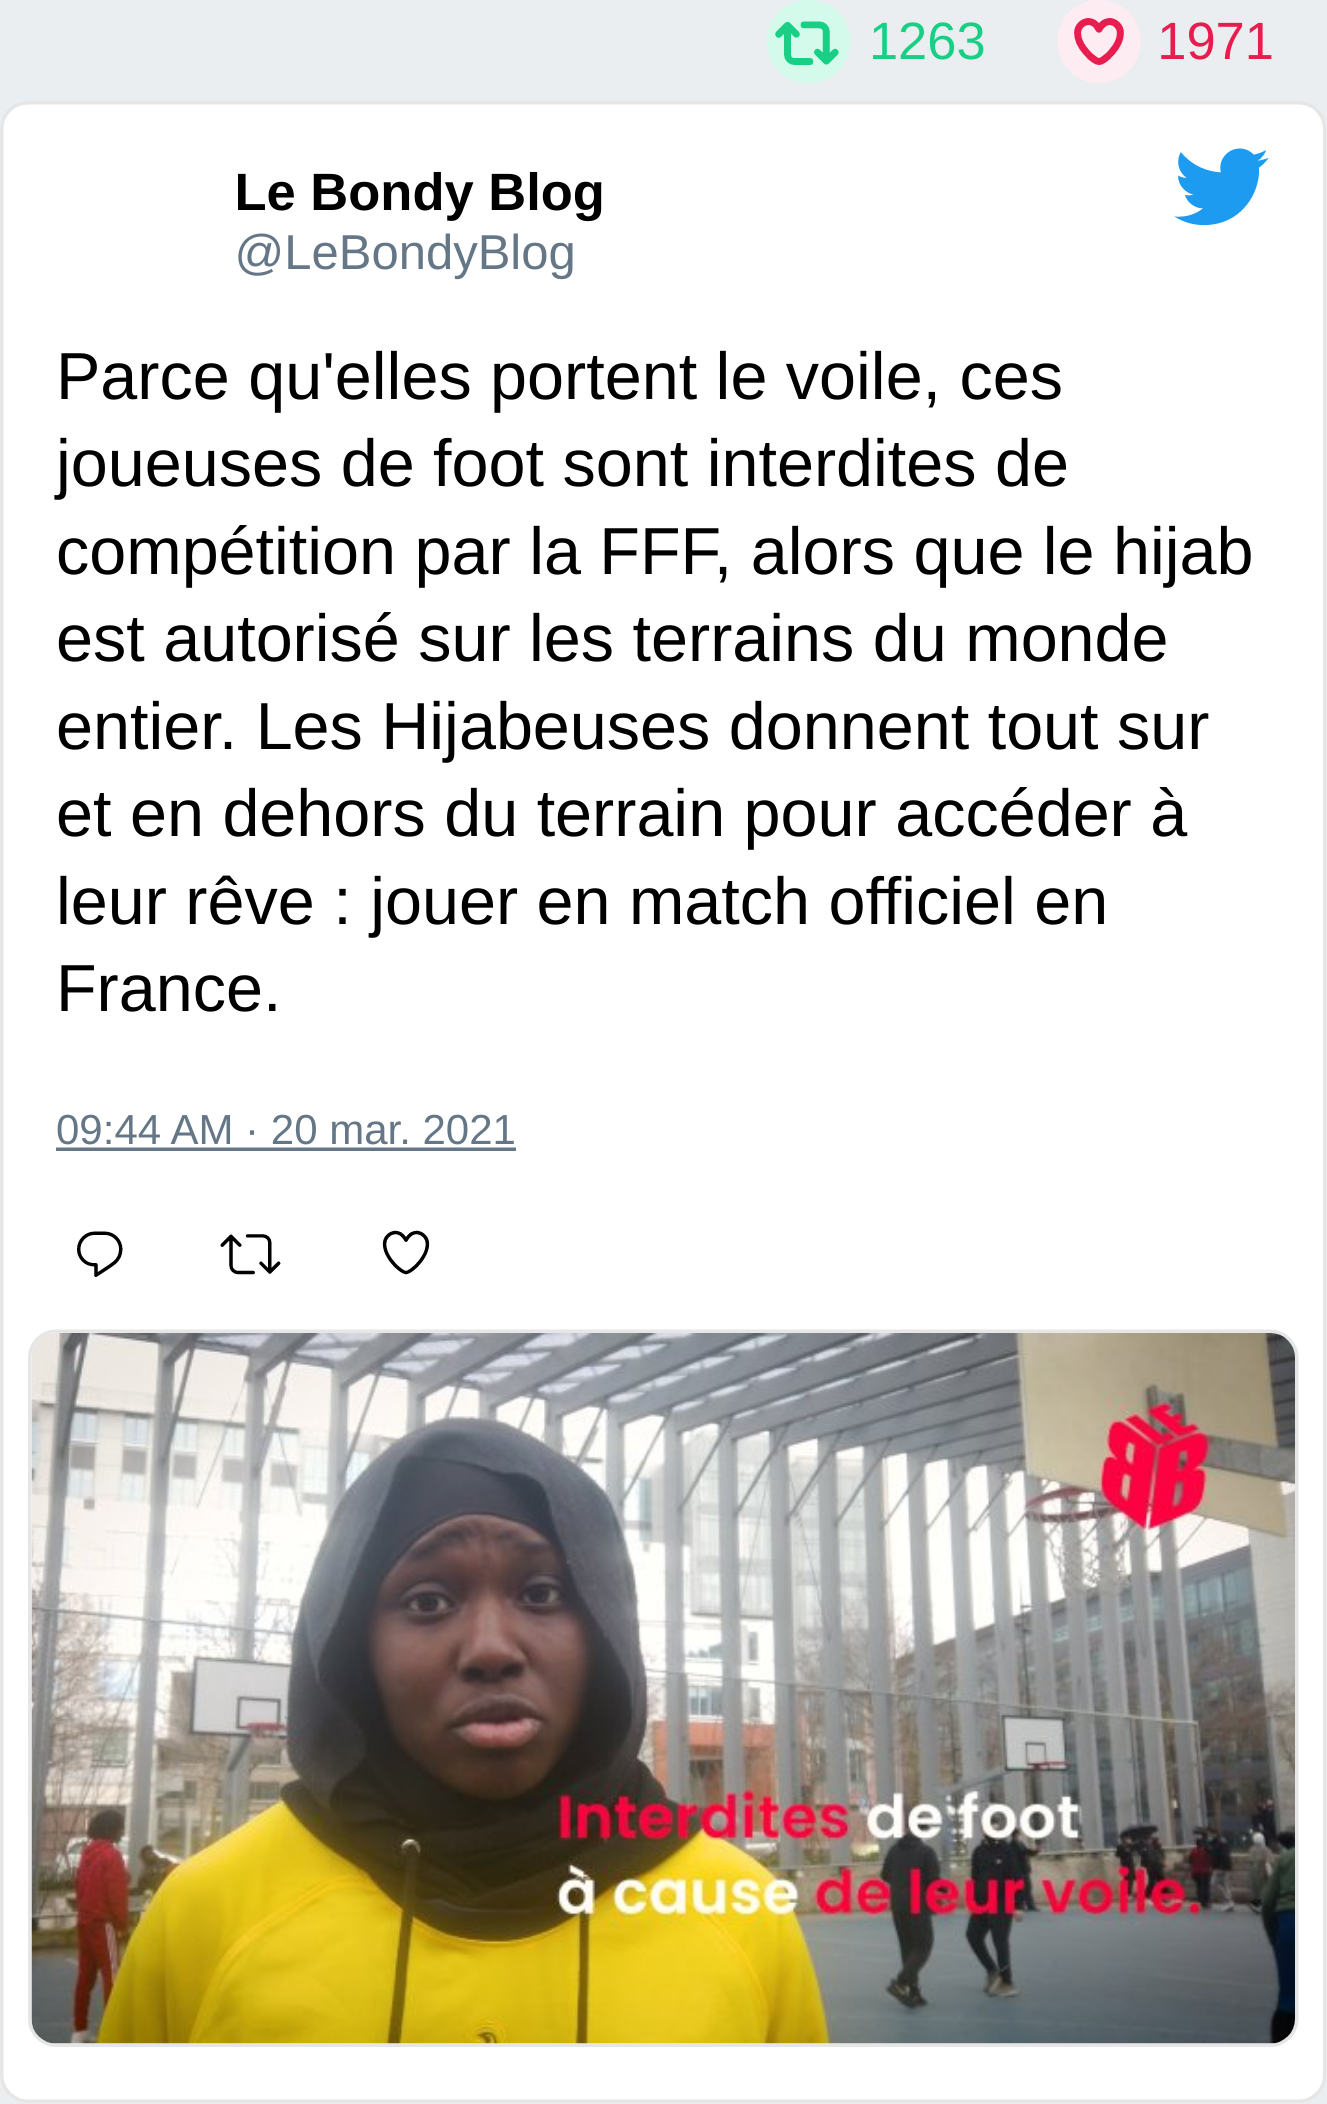 1263 1971
Le Bondy Blog
@LeBondyBlog
Parce qu'elles portent le voile, ces
joueuses de foot sont interdites de
compétition par la FFF, alors que le hijab
est autorisé sur les terrains du monde
entier. Les Hijabeuses donnent tout sur
et en dehors du terrain pour accéder à
leur rêve : jouer en match officiel en
France.
09:44 AM · 20 mar. 2021
LE
BB
Interdites de foot
à cause de leur voile.